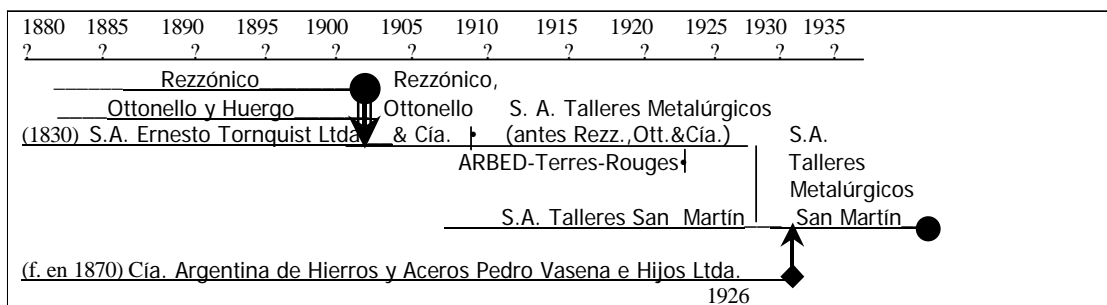 1880 1885 1890 1895 1900 1905 1910 1915 1920 1925 1930 1935
? ? ? ? ? ? ? ? ? ? ? ?
Rezzónico Rezzónico,
Ottonello y Huergo Ottonello S. A. Talleres Metalúrgicos
(1830) S.A. Ernesto Tornquist Ltda & Cía. (antes Rezz.,Ott.&Cía.) S.A.
ARBED-Terres-Rouges Talleres
Metalúrgicos
S.A. Talleres San Martín San Martín
(f. en 1870) Cía. Argentina de Hierros y Aceros Pedro Vasena e Hijos Ltda.
1926